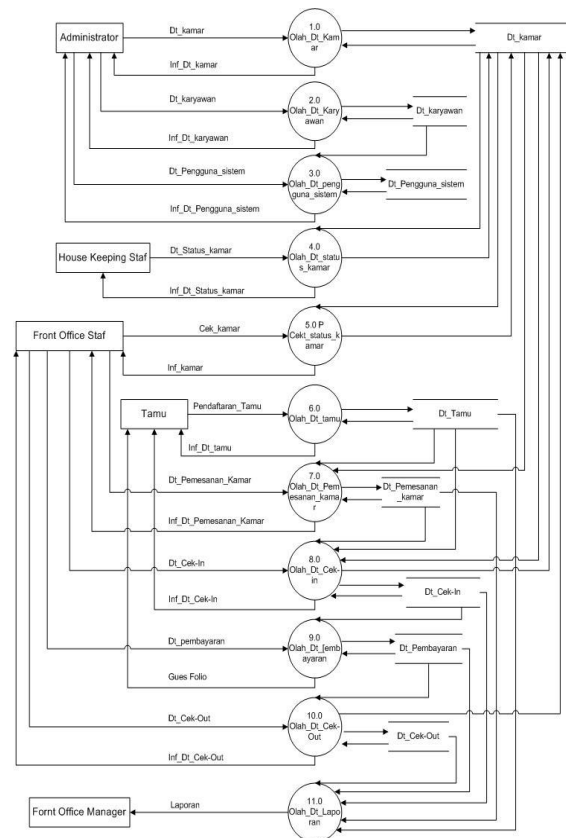 Administrator
Dt_kamar
1.0
Olah_Dt_Kam
ar
Dt_kamar
Inf_Dt_kamar
Dt_karyawan
2.0
Olah_Dt_Kary
awan
Dt_karyawan
Inf_Dt_karyawan
Dt_Pengguna_sistem
3.0
Olah_Dt_peng
guna_sistem
Dt_Pengguna_sistem
Inf_Dt_Pengguna_sistem
House Keeping Staf
Dt_Status_kamar
4.0
Olah_Dt_statu
s_kamar
Inf_Dt_Status_kamar
Front Office Staf
Cek_kamar
5.0 P
Cekt_status_k
amar
Inf_kamar
Tamu
Pendaftaran_Tamu
6.0
Olah_Dt_tamu
Dt_Tamu
Inf_Dt_tamu
Dt_Pemesanan_Kamar
7.0
Olah_Dt_Pem
esanan_kama
r
Dt_Pemesanan
_kamar
Inf_Dt_Pemesanan_Kamar
Dt_Cek-In
8.0
Olah_Dt_Cek-
in
Dt_Cek-In
Inf_Dt_Cek-In
Dt_pembayaran
9.0
Olah_Dt_[emb
ayaran
Dt_Pembayaran
Gues Folio
Dt_Cek-Out
10.0
Olah_Dt_Cek-
Out
Dt_Cek-Out
Inf_Dt_Cek-Out
Fornt Office Manager
Laporan
11.0
Olah_Dt_Lapo
ran